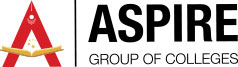 ASPIRE
GROUP OF COLLEGES